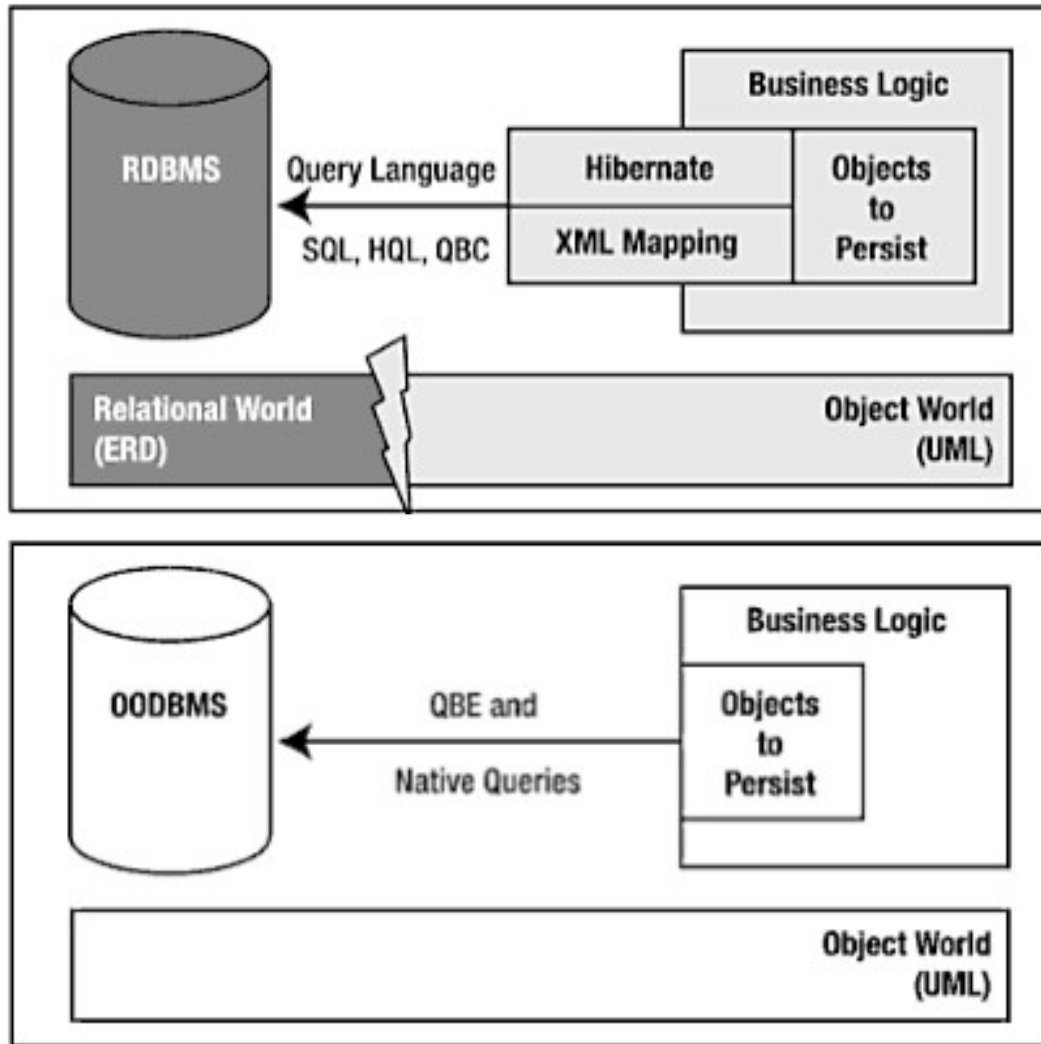 Business Logic
RDBMS
Query Language
SQL, HQL, QBC
Hibernate
XML Mapping
Objects
to
Persist
Relational World
(ERD)
Object World
(UML)
Business Logic
OODBMS
QBE and
Native Queries
Objects
to
Persist
Object World
(UML)